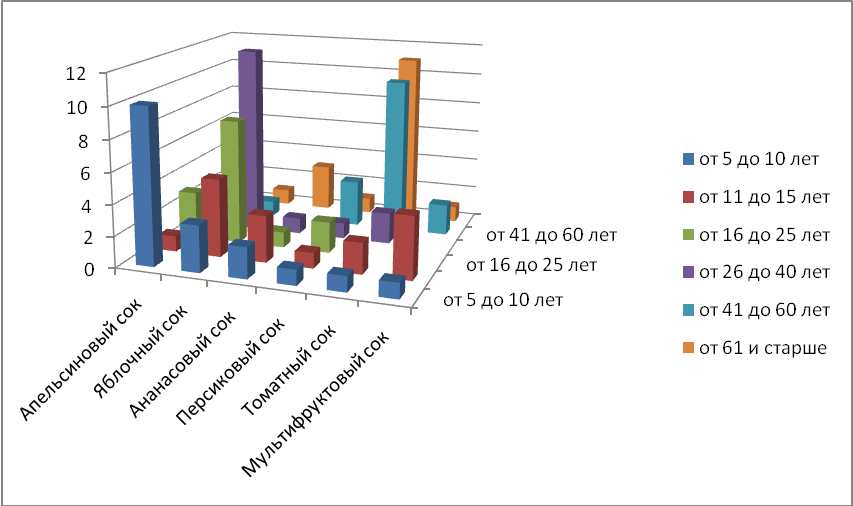 12
10
8
6
4
2
0
Апельсиновый сок
Яблочный сок
Ананасовый сок
Персиковый сок
Томатный сок
Мультифруктовый сок
от 41 до 60 лет
от 16 до 25 лет
от 5 до 10 лет
от 5 до 10 лет
от 11 до 15 лет
от 16 до 25 лет
от 26 до 40 лет
от 41 до 60 лет
от 61 и старше